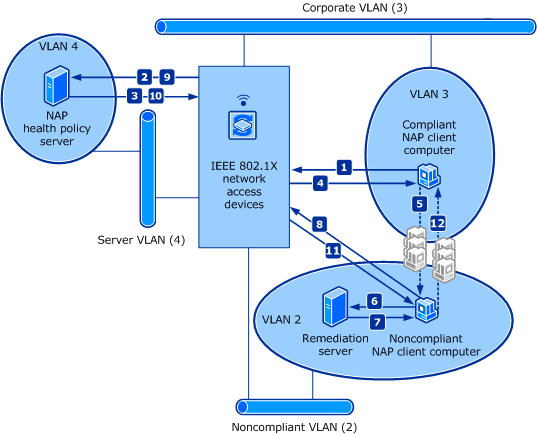 Corporate VLAN (3)
VLAN 4
NAP
health policy
server
2 9
3 10
IEEE 802.1X
network
access
devices
VLAN 3
Compliant
NAP client
computer
1
4
5
12
Server VLAN (4)
8
11
VLAN 2
6
7
Remediation
server
Noncompliant
NAP client computer
Noncompliant VLAN (2)